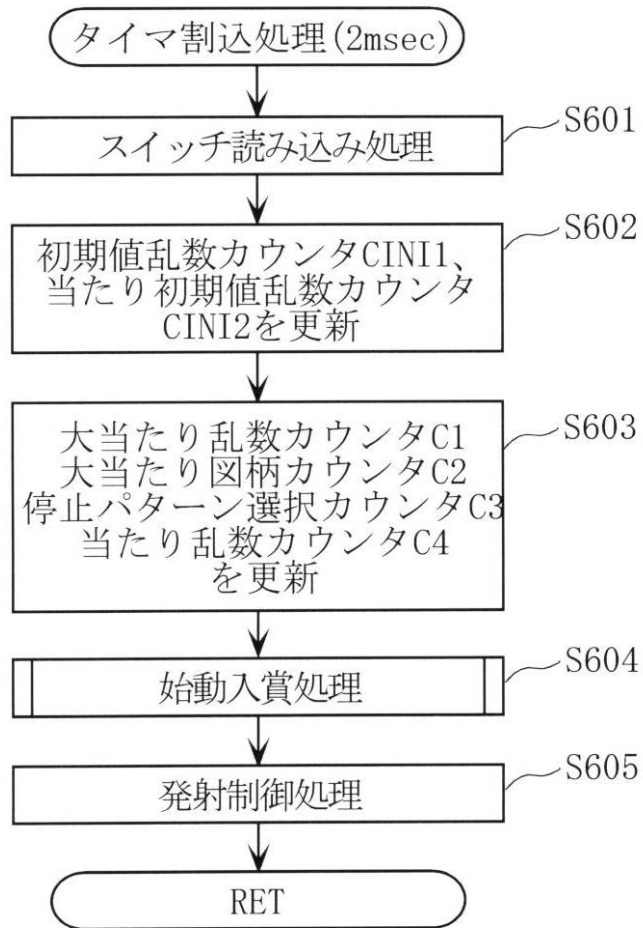 タイマ割込処理(2msec)
スイッチ読み込み処理
S601
初期値乱数カウンタCINI1、
当たり初期値乱数カウンタ
CINI2を更新
S602
大当たり乱数カウンタC1
大当たり図柄カウンタC2
停止パターン選択カウンタC3
当たり乱数カウンタC4
を更新
S603
始動入賞処理
S604
発射制御処理
S605
RET